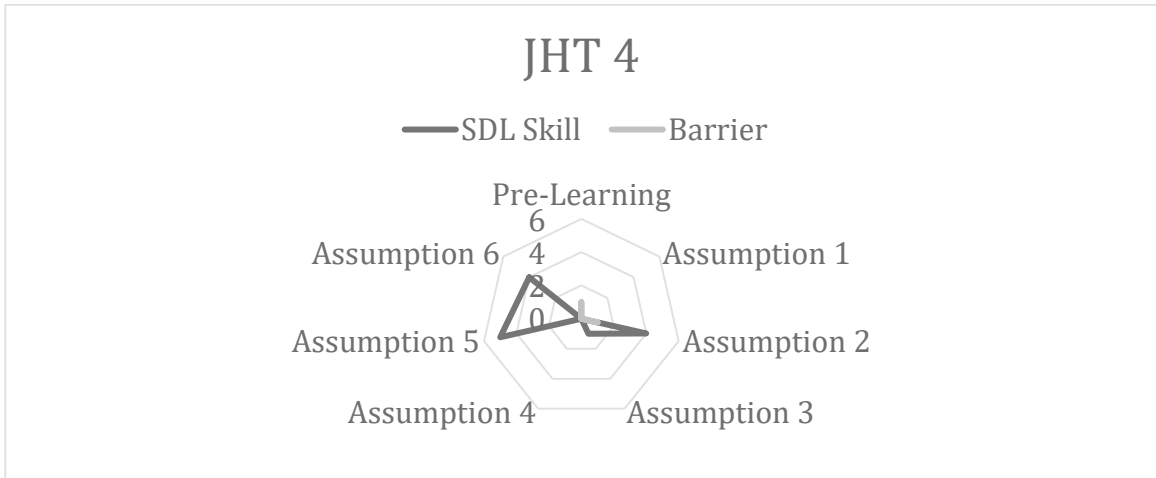 JHT 4
SDL Skill Barrier
Pre-Learning
6
Assumption 6 4 Assumption 1
2
0
Assumption 5 Assumption 2
Assumption 4 Assumption 3